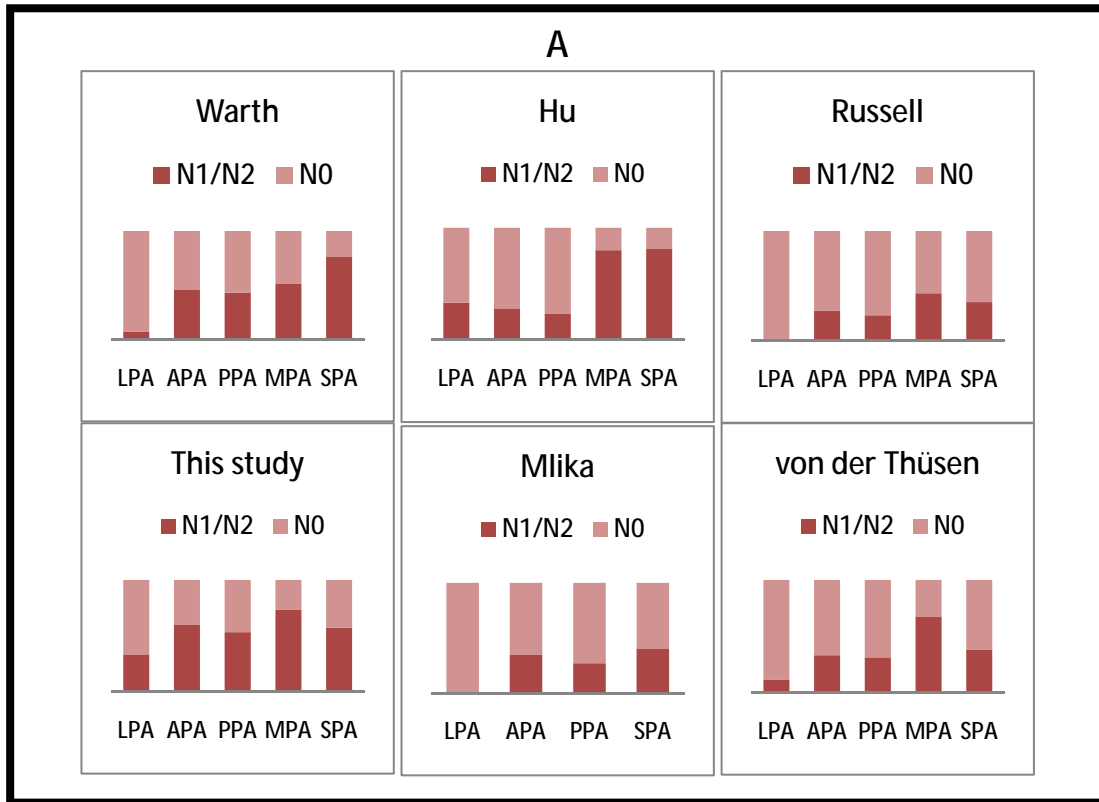 A
Warth
N1/N2 N0
LPA APA PPA MPA SPA
Hu
N1/N2 N0
LPA APA PPA MPA SPA
Russell
N1/N2 N0
LPA APA PPA MPA SPA
This study
N1/N2 N0
LPA APA PPA MPA SPA
Mlika
N1/N2 N0
LPA APA PPA SPA
von der Thüsen
N1/N2 N0
LPA APA PPA MPA SPA